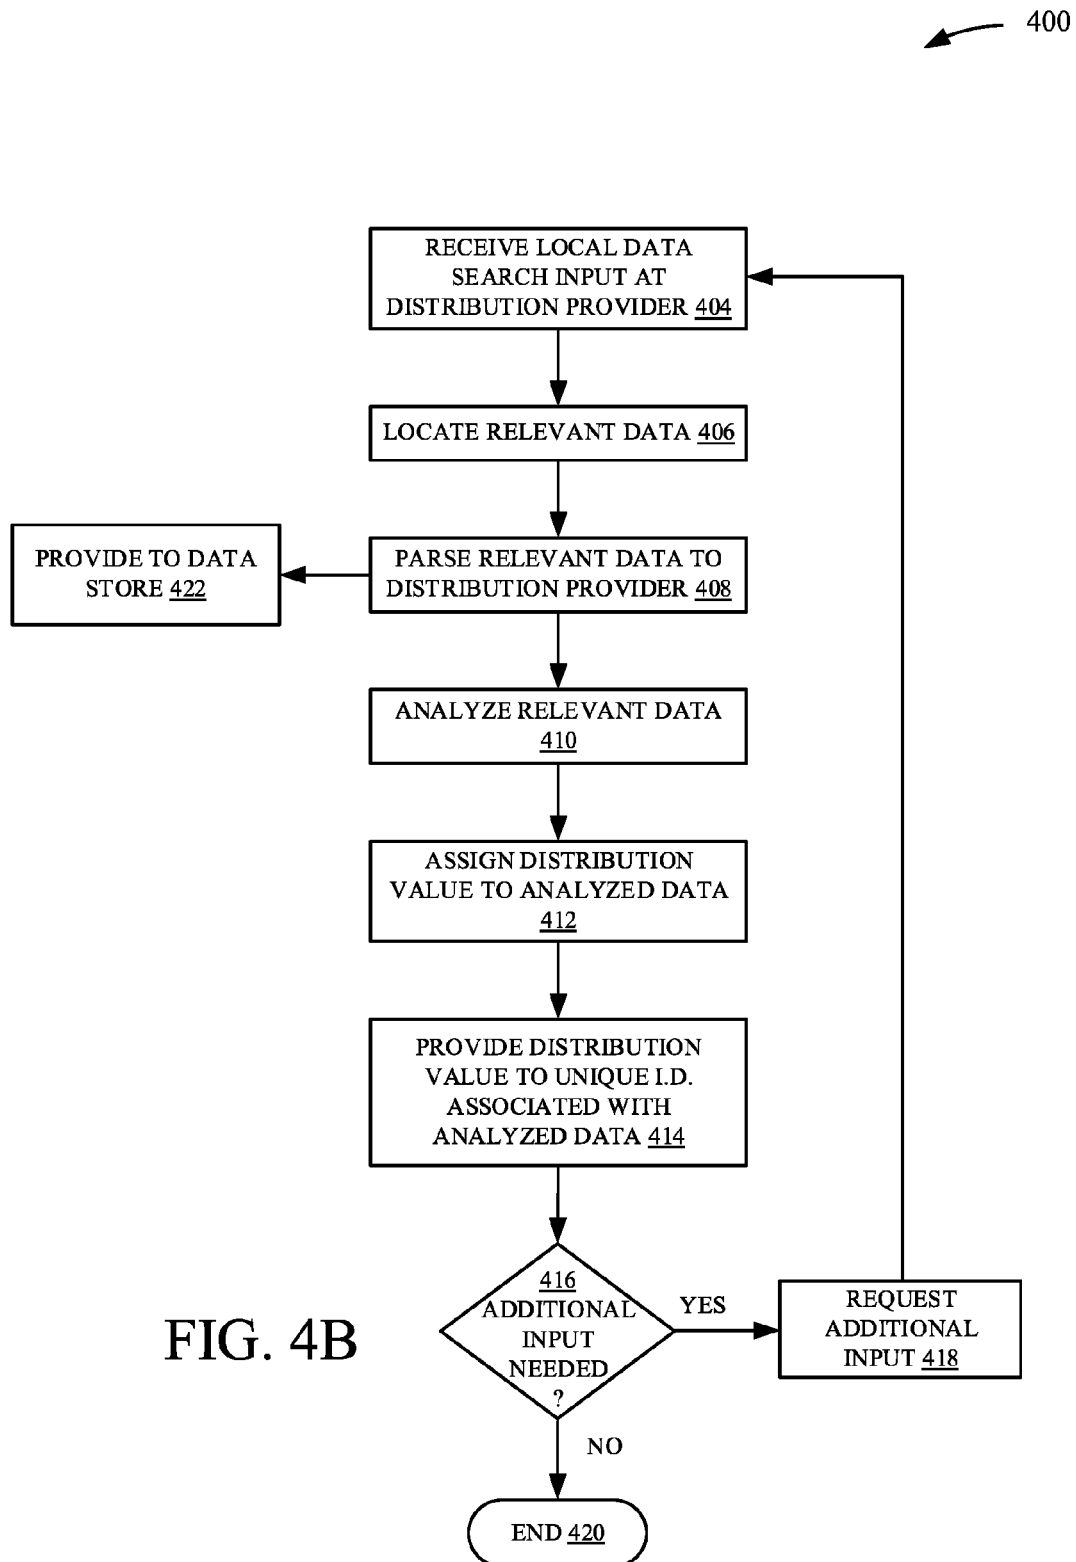 400
RECEIVE LOCAL DATA
SEARCH INPUT AT
DISTRIBUTION PROVIDER 404
LOCATE RELEVANT DATA 406
PROVIDE TO DATA
STORE 422
PARSE RELEVANT DATA TO
DISTRIBUTION PROVIDER 408
ANALYZE RELEVANT DATA
410
ASSIGN DISTRIBUTION
VALUE TO ANALYZED DATA
412
PROVIDE DISTRIBUTION
VALUE TO UNIQUE I.D.
ASSOCIATED WITH
ANALYZED DATA 414
416
ADDITIONAL
INPUT
NEEDED
?
YES
REQUEST
ADDITIONAL
INPUT 418
FIG. 4B
NO
END 420